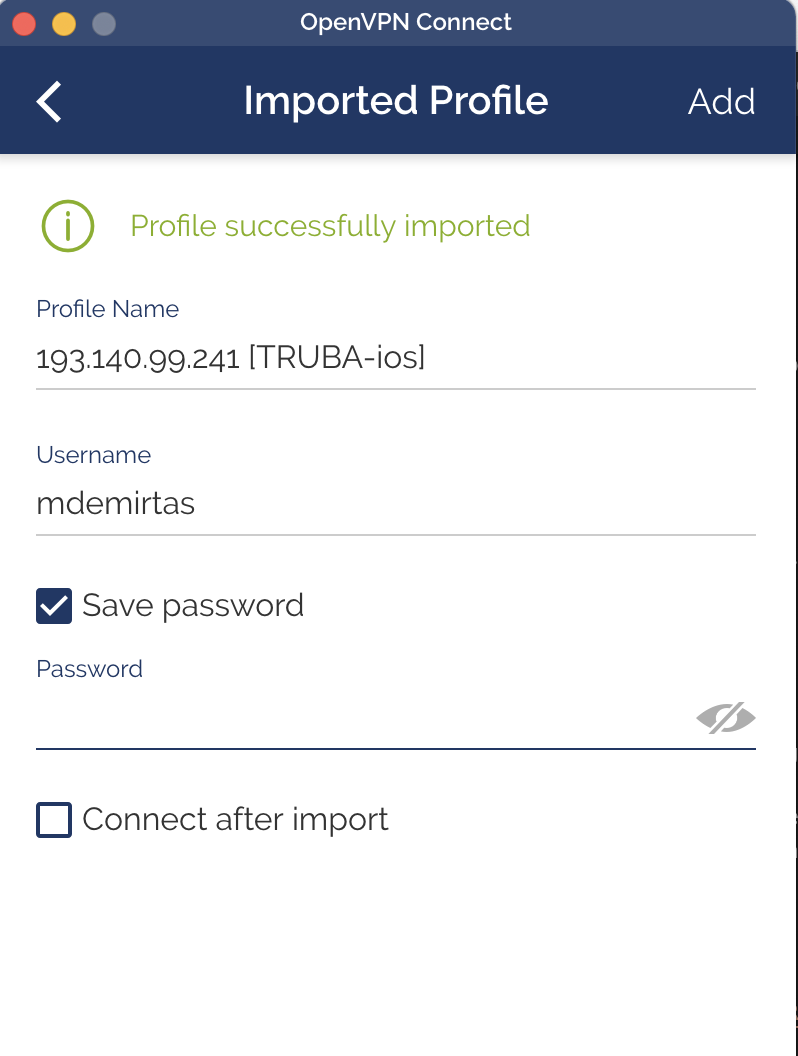 OpenVPN Connect
Imported Profile
Add
Profile successfully imported
Profile Name
193.140.99.241 [TRUBA-ios]
Username
mdemirtas
Save password
Password
Connect after import